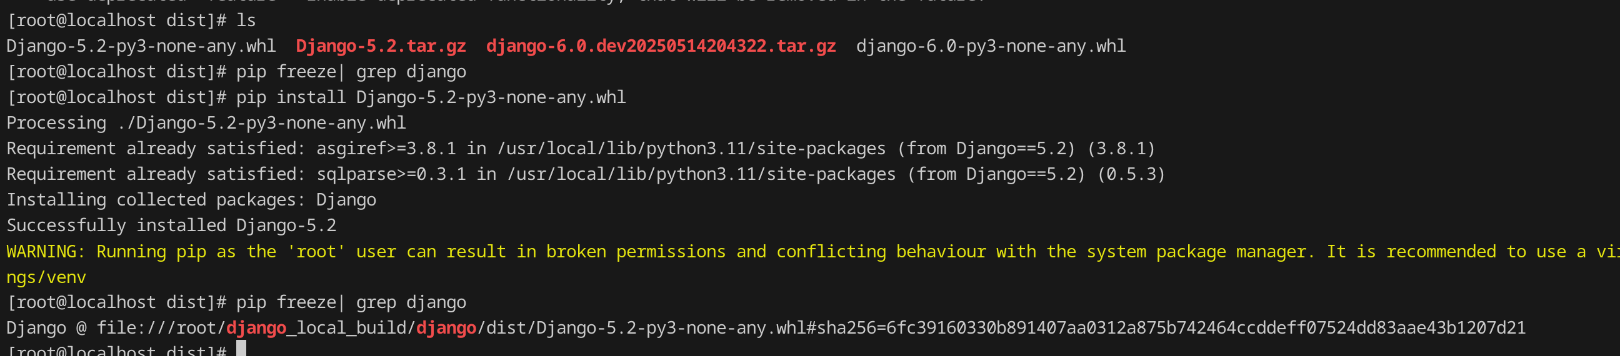 [root@localhost dist]# ls
Django-5.2-py3-none-any.whl  Django-5.2.tar.gz  django-6.0.dev20250514204322.tar.gz  django-6.0-py3-none-any.whl
[root@localhost dist]# pip freeze| grep django
[root@localhost dist]# pip install Django-5.2-py3-none-any.whl
Processing ./Django-5.2-py3-none-any.whl
Requirement already satisfied: asgiref>=3.8.1 in /usr/local/lib/python3.11/site-packages (from Django==5.2) (3.8.1)
Requirement already satisfied: sqlparse>=0.3.1 in /usr/local/lib/python3.11/site-packages (from Django==5.2) (0.5.3)
Installing collected packages: Django
Successfully installed Django-5.2
WARNING: Running pip as the 'root' user can result in broken permissions and conflicting behaviour with the system package manager. It is recommended to use a
ngs/venv
[root@localhost dist]# pip freeze| grep django
Django @ file:///root/django_local_build/django/dist/Django-5.2-py3-none-any.whl#sha256=6fc39160330b891407aa0312a875b742464ccddeff07524dd83aae43b1207d21
[root@localhost dist]#